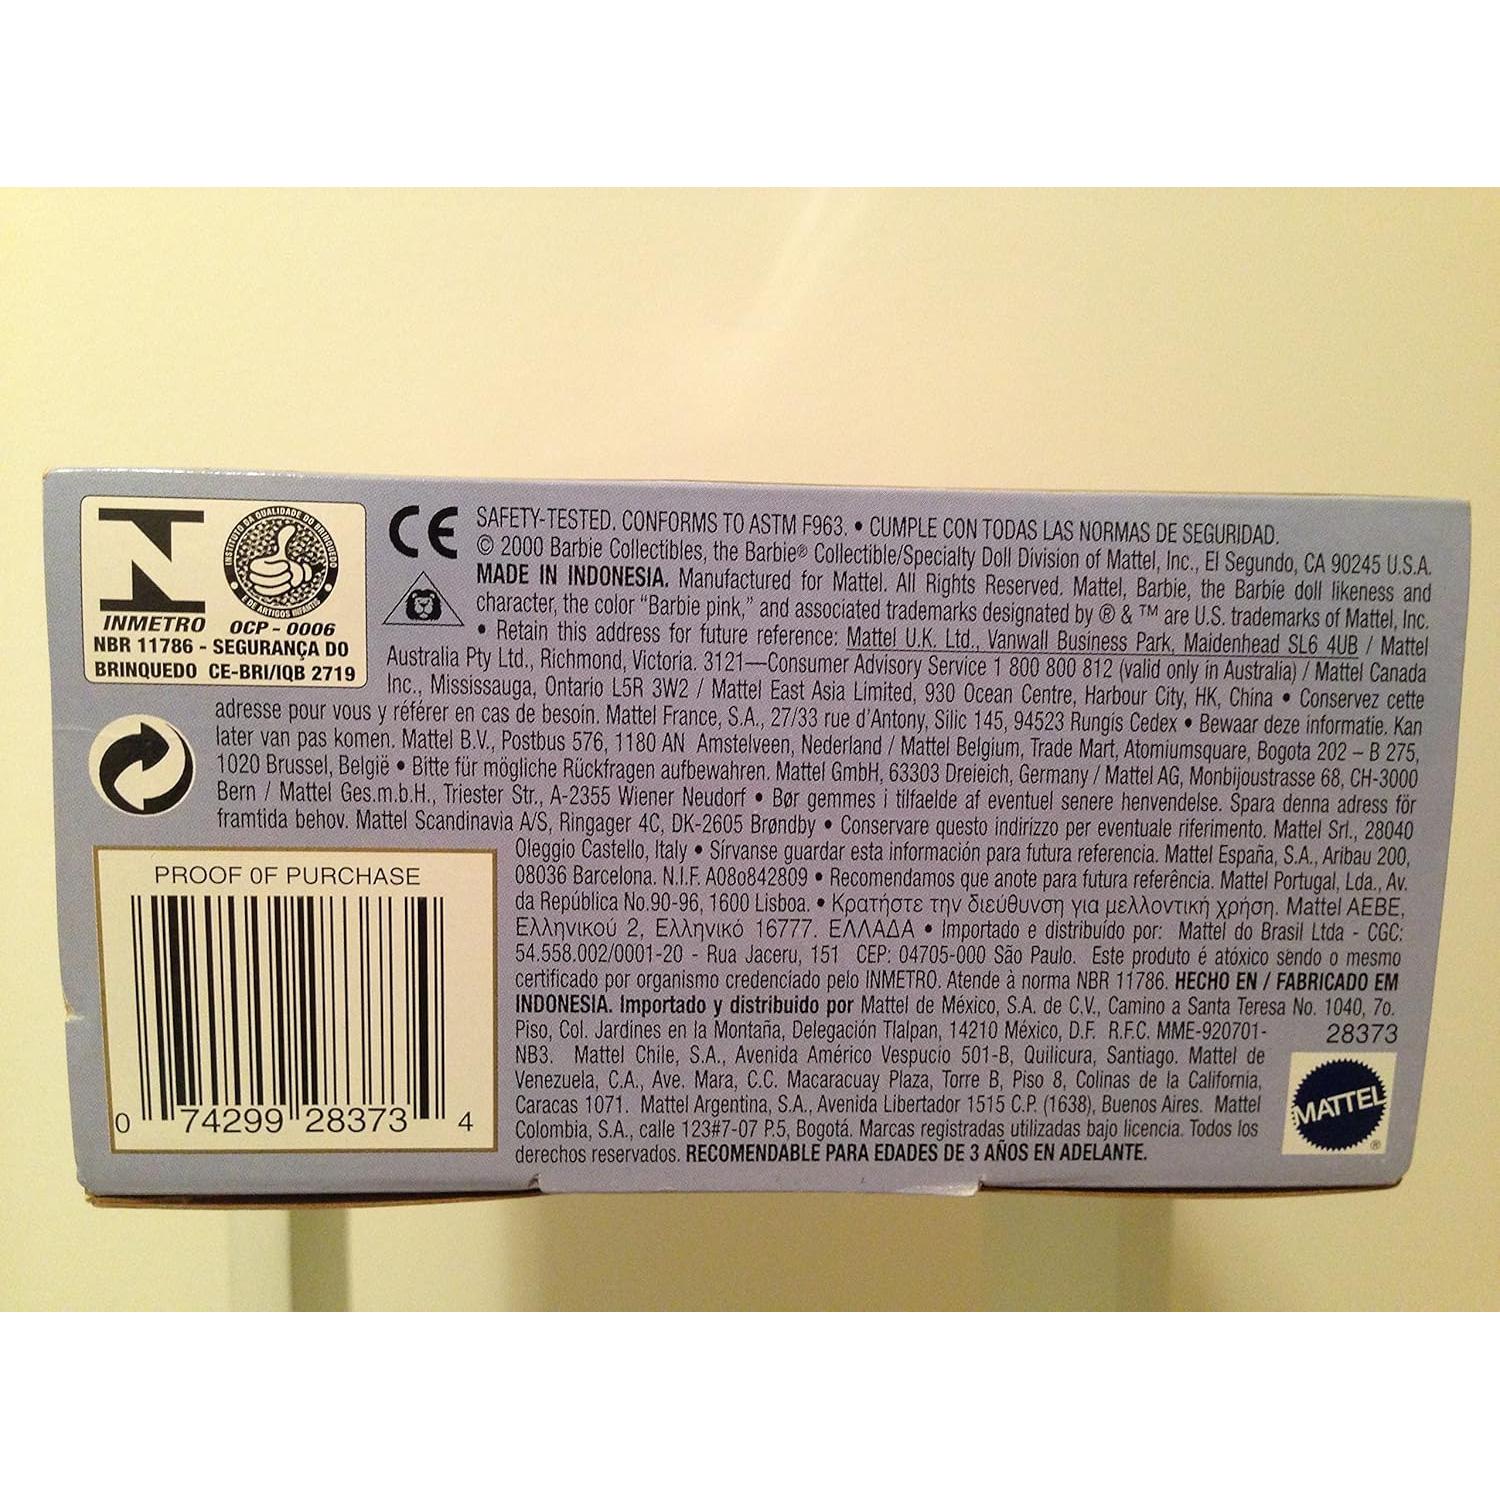 INSTITUTO DA QUALIDADE DO BRINQUEDO
E DE ARTIGOS INFANTIS
INMETRO OCP - 0006
NBR 11786 - SEGURANÇA DO
BRINQUEDO CE-BRI/IQB 2719
CE
SAFETY-TESTED. CONFORMS TO ASTM F963. • CUMPLE CON TODAS LAS NORMAS DE SEGURIDAD.
© 2000 Barbie Collectibles, the Barbie® Collectible/Specialty Doll Division of Mattel, Inc., El Segundo, CA 90245 U.S.A.
MADE IN INDONESIA. Manufactured for Mattel. All Rights Reserved. Mattel, Barbie, the Barbie doll likeness and
character, the color “Barbie pink,” and associated trademarks designated by ® & ™ are U.S. trademarks of Mattel, Inc.
• Retain this address for future reference: Mattel U.K. Ltd., Vanwall Business Park, Maidenhead SL6 4UB / Mattel
Australia Pty Ltd., Richmond, Victoria. 3121—Consumer Advisory Service 1 800 800 812 (valid only in Australia) / Mattel Canada
Inc., Mississauga, Ontario L5R 3W2 / Mattel East Asia Limited, 930 Ocean Centre, Harbour City, HK, China • Conservez cette
adresse pour vous y référer en cas de besoin. Mattel France, S.A., 27/33 rue d'Antony, Silic 145, 94523 Rungis Cedex • Bewaar deze informatie. Kan
later van pas komen. Mattel B.V., Postbus 576, 1180 AN Amstelveen, Nederland / Mattel Belgium, Trade Mart, Atomiumsquare, Bogota 202 – B 275,
1020 Brussel, België • Bitte für mögliche Rückfragen aufbewahren. Mattel GmbH, 63303 Dreieich, Germany / Mattel AG, Monbijoustrasse 68, CH-3000
Bern / Mattel Ges.m.b.H., Triester Str., A-2355 Wiener Neudorf • Bør gemmes i tilfaelde af eventuel senere henvendelse. Spara denna adress för
framtida behov. Mattel Scandinavia A/S, Ringager 4C, DK-2605 Brøndby • Conservare questo indirizzo per eventuale riferimento. Mattel Srl., 28040
Oleggio Castello, Italy • Sírvanse guardar esta información para futura referencia. Mattel España, S.A., Aribau 200,
08036 Barcelona. N.I.F. A08o842809 • Recomendamos que anote para futura referência. Mattel Portugal, Lda., Av.
da República No.90-96, 1600 Lisboa. • Κρατήστε την διεύθυνση για μελλοντική χρήση. Mattel AEBE,
Ελληνικού 2, Ελληνικό 16777. ΕΛΛΑΔΑ • Importado e distribuído por: Mattel do Brasil Ltda - CGC:
54.558.002/0001-20 - Rua Jaceru, 151 CEP: 04705-000 São Paulo. Este produto é atóxico sendo o mesmo
certificado por organismo credenciado pelo INMETRO. Atende à norma NBR 11786. HECHO EN / FABRICADO EM
INDONESIA. Importado y distribuido por Mattel de México, S.A. de C.V., Camino a Santa Teresa No. 1040, 7o.
Piso, Col. Jardines en la Montaña, Delegación Tlalpan, 14210 México, D.F. R.F.C. MME-920701-
NB3. Mattel Chile, S.A., Avenida Américo Vespucio 501-B, Quilicura, Santiago. Mattel de
Venezuela, C.A., Ave. Mara, C.C. Macaracuay Plaza, Torre B, Piso 8, Colinas de la California,
Caracas 1071. Mattel Argentina, S.A., Avenida Libertador 1515 C.P. (1638), Buenos Aires. Mattel
Colombia, S.A., calle 123#7-07 P.5, Bogotá. Marcas registradas utilizadas bajo licencia. Todos los
derechos reservados. RECOMENDABLE PARA EDADES DE 3 AÑOS EN ADELANTE.
28373
MATTEL
®
PROOF OF PURCHASE
0 74299 28373 4